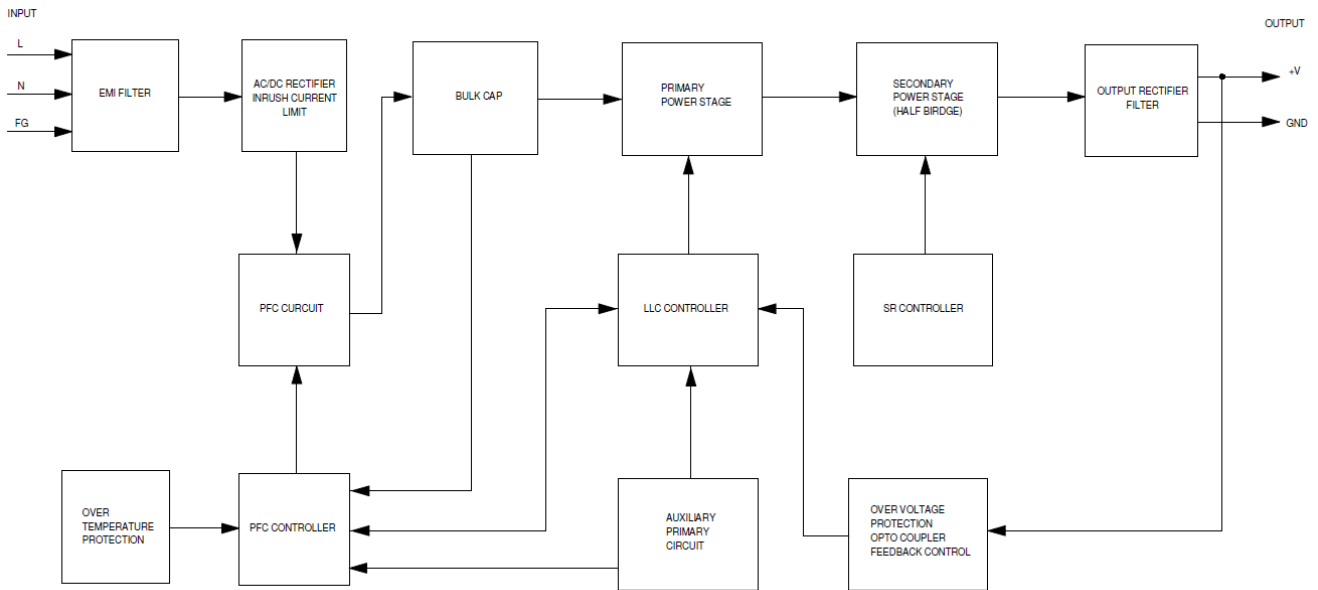 INPUT
OUTPUT
L
N
FG
EMI FILTER
AC/DC RECTIFIER
INRUSH CURRENT
LIMIT
BULK CAP
PRIMARY
POWER STAGE
SECONDARY
POWER STAGE
(HALF BIRDGE)
OUTPUT RECTIFIER
FILTER
+V
GND
PFC CURCUIT
LLC CONTROLLER
SR CONTROLLER
OVER
TEMPERATURE
PROTECTION
PFC CONTROLLER
AUXILIARY
PRIMARY
CIRCUIT
OVER VOLTAGE
PROTECTION
OPTO COUPLER
FEEDBACK CONTROL